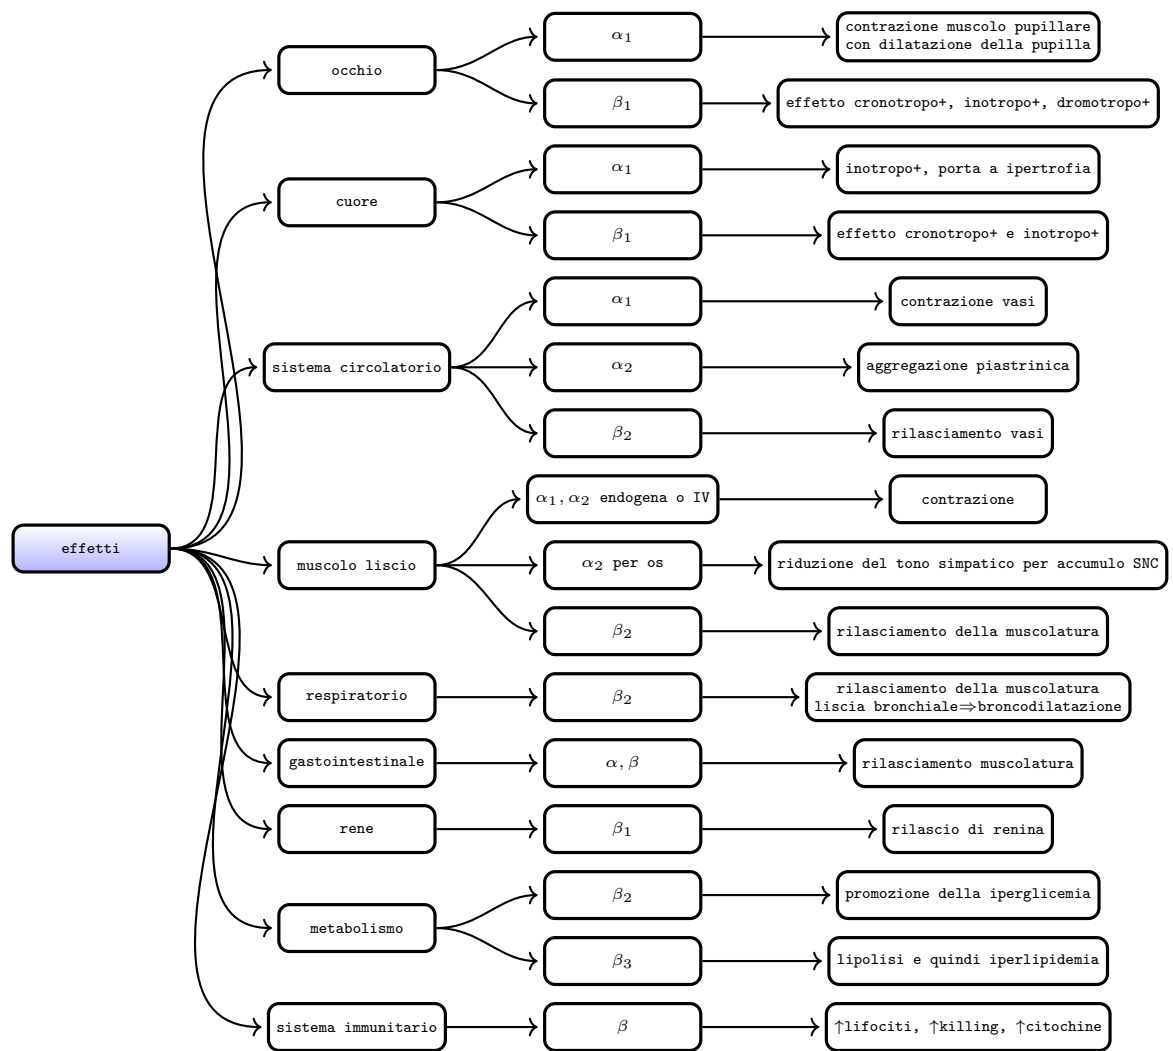 effetti
occhio
α₁
contrazione muscolo pupillare
con dilatazione della pupilla
β₁
effetto cronotropo+, inotropo+, dromotropo+
cuore
α₁
inotropo+, porta a ipertrofia
β₁
effetto cronotropo+ e inotropo+
sistema circolatorio
α₁
contrazione vasi
α₂
aggregazione piastrinica
β₂
rilasciamento vasi
muscolo liscio
α₁, α₂ endogena o IV
contrazione
α₂ per os
riduzione del tono simpatico per accumulo SNC
β₂
rilasciamento della muscolatura
respiratorio
β₂
rilasciamento della muscolatura
liscia bronchiale⇒broncodilatazione
gastointestinale
α, β
rilasciamento muscolatura
rene
β₁
rilascio di renina
metabolismo
β₂
promozione della iperglicemia
β₃
lipolisi e quindi iperlipidemia
sistema immunitario
β
↑lifociti, ↑killing, ↑citochine